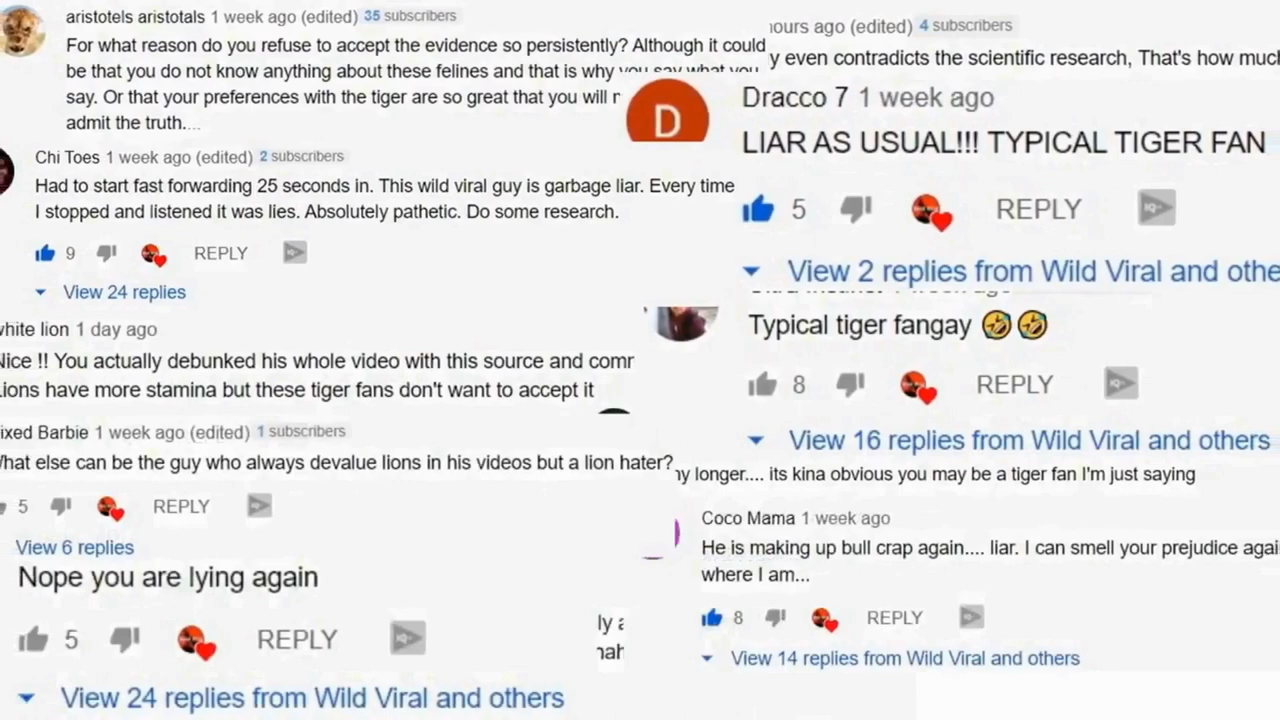 aristotels aristotals 1 week ago (edited) 35 subscribers
For what reason do you refuse to accept the evidence so persistently? Although it could
be that you do not know anything about these felines and that is why you say what you
say. Or that your preferences with the tiger are so great that you will
admit the truth....
Chi Toes 1 week ago (edited) 2 subscribers
Had to start fast forwarding 25 seconds in. This wild viral guy is garbage liar. Every time
I stopped and listened it was lies. Absolutely pathetic. Do some research.
9 REPLY
View 24 replies
white lion 1 day ago
Nice !! You actually debunked his whole video with this source and
Lions have more stamina but these tiger fans don't want to accept it
ixed Barbie 1 week ago (edited) 1 subscribers
What else can be the guy who always devalue lions in his videos but a lion hater?
5 REPLY
View 6 replies
Nope you are lying again
5 REPLY
View 24 replies from Wild Viral and others
hours ago (edited) 4 subscribers
y even contradicts the scientific research, That's how much
D
Dracco 7 1 week ago
LIAR AS USUAL!!! TYPICAL TIGER FAN
5 REPLY
View 2 replies from Wild Viral and othe
Typical tiger fangay 🤣🤣
8 REPLY
View 16 replies from Wild Viral and others
ny longer.... its kina obvious you may be a tiger fan I'm just saying
Coco Mama 1 week ago
He is making up bull crap again.... liar. I can smell your prejudice agai
where I am...
8 REPLY
View 14 replies from Wild Viral and others